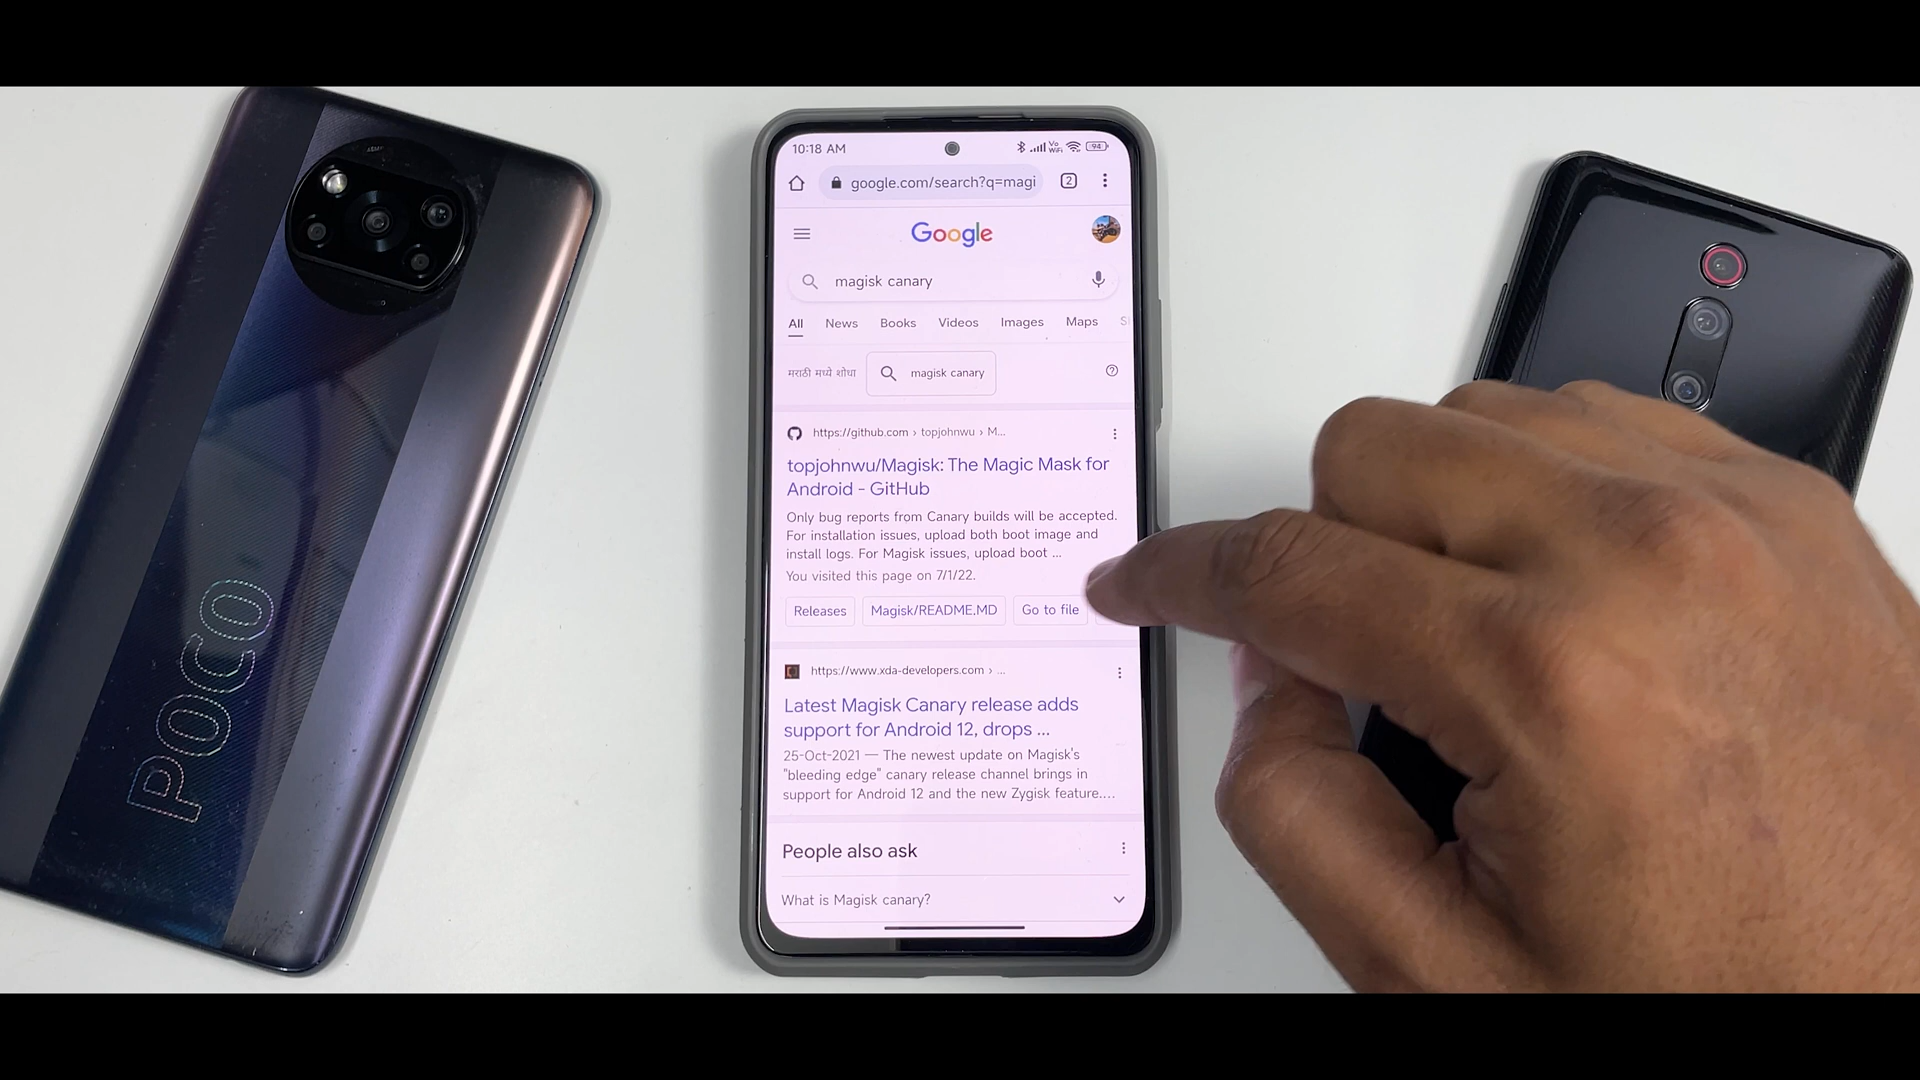 POCO
10:18 AM
Vo
WiFi
94
google.com/search?q=magi
2
Google
magisk canary
All News Books Videos Images Maps
मराठी मध्ये शोधा
magisk canary
https://github.com › topjohnwu › M...
topjohnwu/Magisk: The Magic Mask for
Android - GitHub
Only bug reports from Canary builds will be accepted.
For installation issues, upload both boot image and
install logs. For Magisk issues, upload boot ...
You visited this page on 7/1/22.
Releases Magisk/README.MD Go to file
https://www.xda-developers.com › ...
Latest Magisk Canary release adds
support for Android 12, drops ...
25-Oct-2021 — The newest update on Magisk's
"bleeding edge" canary release channel brings in
support for Android 12 and the new Zygisk feature....
People also ask
What is Magisk canary?